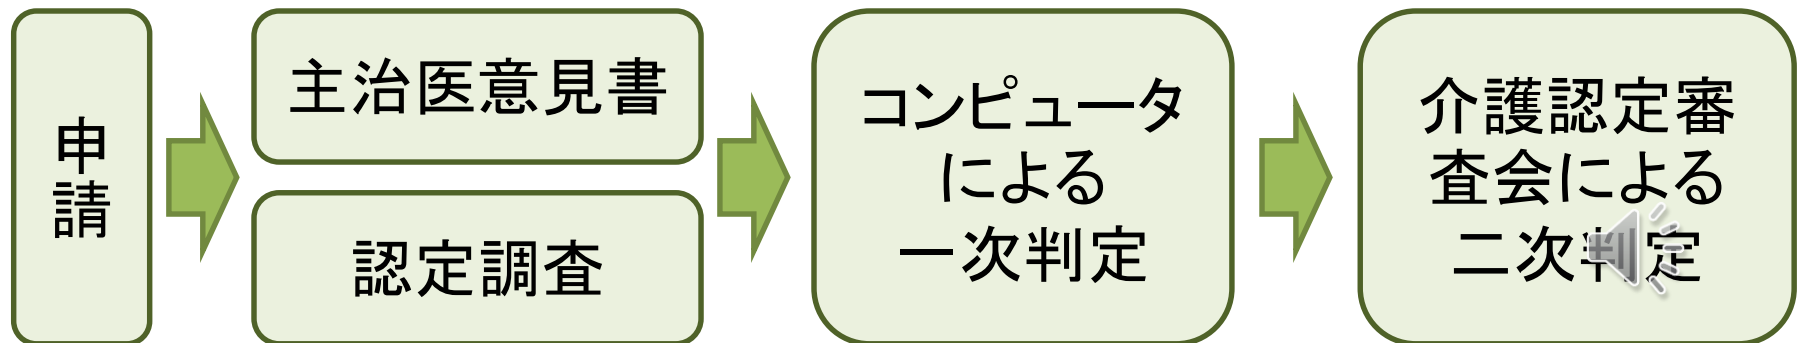 申請
主治医意見書
認定調査
コンピュータ
による
一次判定
介護認定審
査会による
二次判定